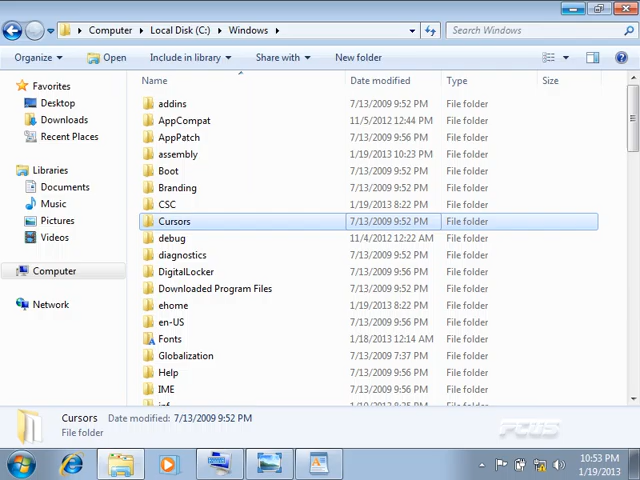 Computer Local Disk (C:) Windows
Search Windows
Organize Open Include in library Share with New folder
Name Date modified Type Size
Favorites
Desktop
Downloads
Recent Places
Libraries
Documents
Music
Pictures
Videos
Computer
Network
addins 7/13/2009 9:52 PM File folder
AppCompat 11/5/2012 12:44 PM File folder
AppPatch 7/13/2009 9:56 PM File folder
assembly 1/19/2013 10:23 PM File folder
Boot 7/13/2009 9:52 PM File folder
Branding 7/13/2009 9:52 PM File folder
CSC 1/19/2013 8:22 PM File folder
Cursors 7/13/2009 9:52 PM File folder
debug 11/4/2012 12:22 AM File folder
diagnostics 7/13/2009 9:52 PM File folder
DigitalLocker 7/13/2009 9:56 PM File folder
Downloaded Program Files 7/13/2009 9:52 PM File folder
ehome 1/19/2013 8:22 PM File folder
en-US 7/13/2009 9:56 PM File folder
Fonts 1/18/2013 12:14 AM File folder
Globalization 7/13/2009 7:37 PM File folder
Help 7/13/2009 9:56 PM File folder
IME 7/13/2009 9:56 PM File folder
Cursors Date modified: 7/13/2009 9:52 PM
File folder
10:53 PM
1/19/2013